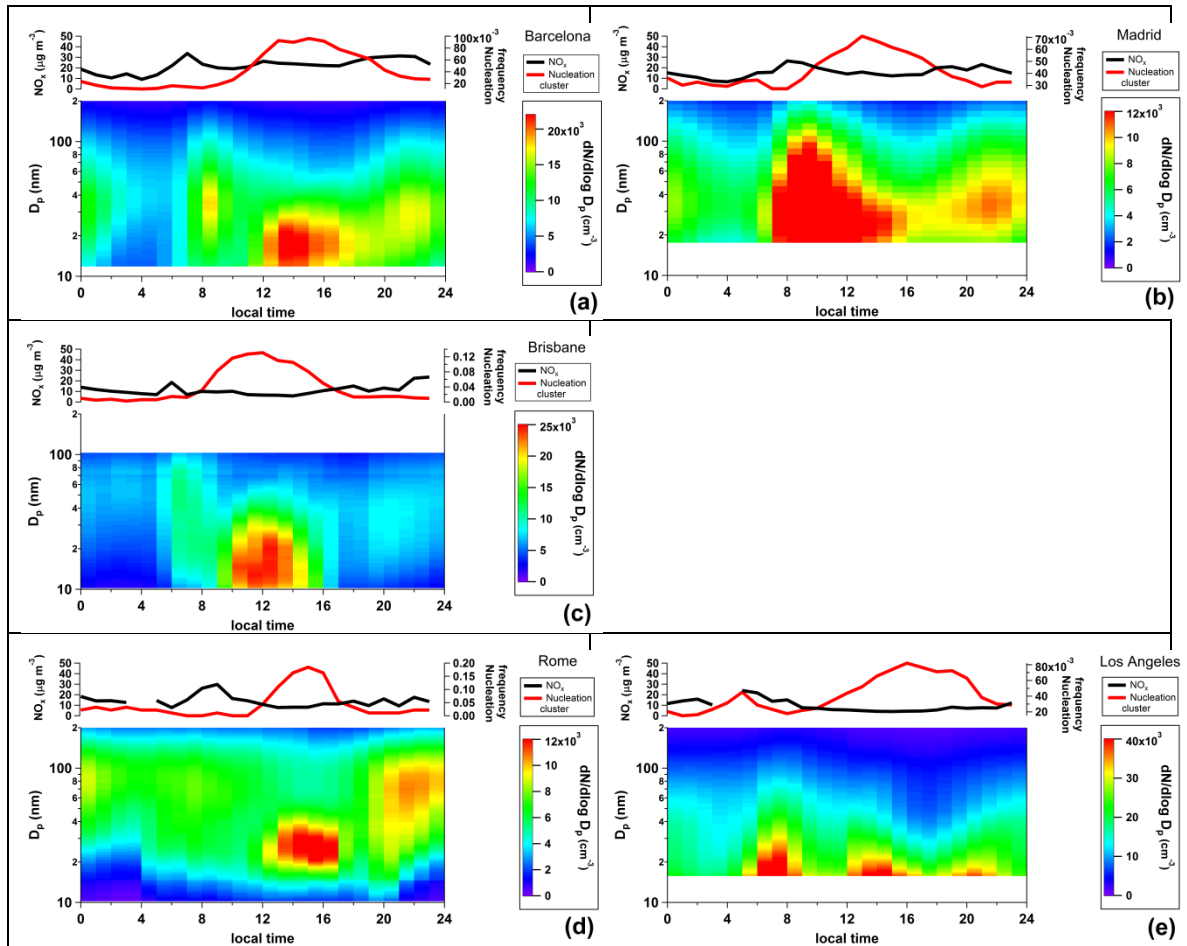 Barcelona
NOx (µg m-3)
50
40
30
20
10
0
100x10-3
80
60
40
20
frequency
Nucleation
NOx
Nucleation
cluster
Dp (nm)
2
100
8
6
4
2
10
0 4 8 12 16 20 24
local time
20x10³
15
10
5
0
dN/dlog Dp (cm-3)
(a)
Madrid
NOx (µg m-3)
50
40
30
20
10
0
70x10-3
60
50
40
30
frequency
Nucleation
NOx
Nucleation
cluster
Dp (nm)
2
100
8
6
4
2
10
0 4 8 12 16 20 24
local time
12x10³
10
8
6
4
2
0
dN/dlog Dp (cm-3)
(b)
Brisbane
NOx (µg m-3)
50
40
30
20
10
0
0.12
0.08
0.04
0.00
frequency
Nucleation
NOx
Nucleation
cluster
Dp (nm)
2
100
8
6
4
2
10
0 4 8 12 16 20 24
local time
25x10³
20
15
10
5
0
dN/dlog Dp (cm-3)
(c)
Rome
NOx (µg m-3)
50
40
30
20
10
0
0.20
0.15
0.10
0.05
0.00
frequency
Nucleation
NOx
Nucleation
cluster
Dp (nm)
2
100
8
6
4
2
10
0 4 8 12 16 20 24
local time
12x10³
10
8
6
4
2
0
dN/dlog Dp (cm-3)
(d)
Los Angeles
NOx (µg m-3)
50
40
30
20
10
0
80x10-3
60
40
20
frequency
Nucleation
NOx
Nucleation
cluster
Dp (nm)
2
100
8
6
4
2
10
0 4 8 12 16 20 24
local time
40x10³
30
20
10
0
dN/dlog Dp (cm-3)
(e)